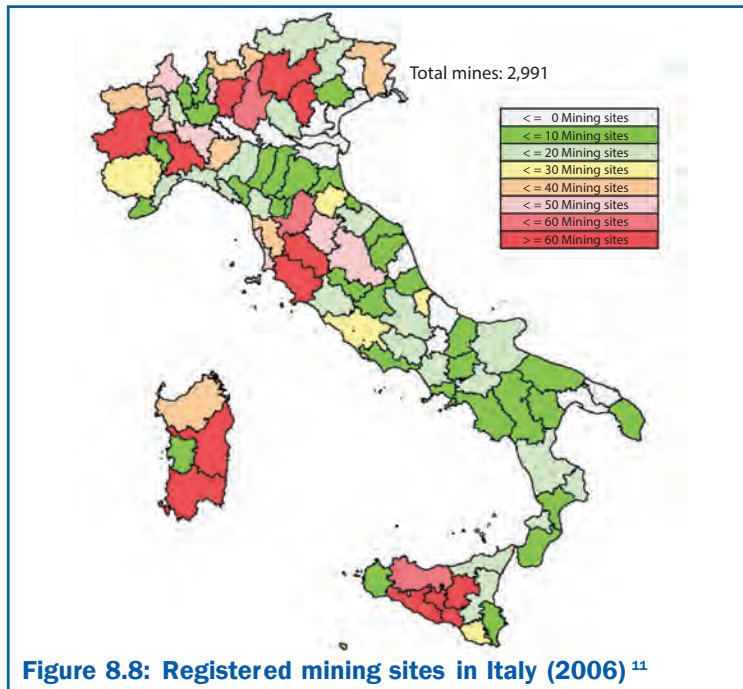 Total mines: 2,991
< = 0 Mining sites
< = 10 Mining sites
< = 20 Mining sites
< = 30 Mining sites
< = 40 Mining sites
< = 50 Mining sites
< = 60 Mining sites
> = 60 Mining sites
Figure 8.8: Registered mining sites in Italy (2006) 11